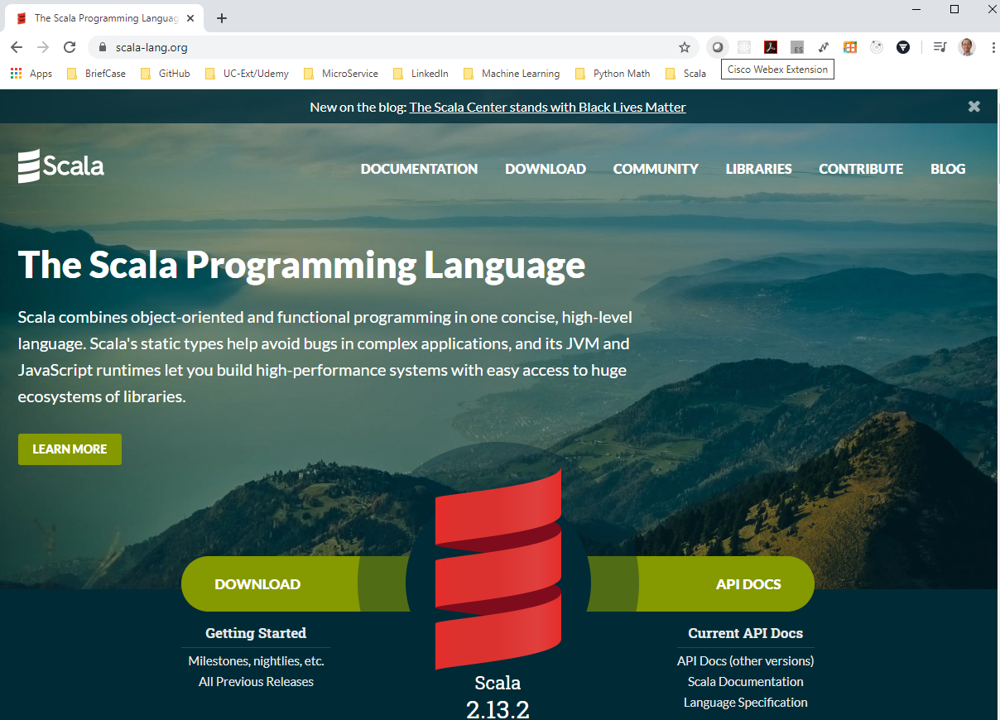 The Scala Programming Languag
scala-lang.org
ES
Apps BriefCase GitHub UC-Ext/Udemy MicroService LinkedIn Machine Learning Python Math Scala
Cisco Webex Extension
New on the blog: The Scala Center stands with Black Lives Matter
Scala
DOCUMENTATION DOWNLOAD COMMUNITY LIBRARIES CONTRIBUTE BLOG
The Scala Programming Language
Scala combines object-oriented and functional programming in one concise, high-level
language. Scala's static types help avoid bugs in complex applications, and its JVM and
JavaScript runtimes let you build high-performance systems with easy access to huge
ecosystems of libraries.
LEARN MORE
DOWNLOAD
API DOCS
Getting Started
Milestones, nightlies, etc.
All Previous Releases
Scala
2.13.2
Current API Docs
API Docs (other versions)
Scala Documentation
Language Specification